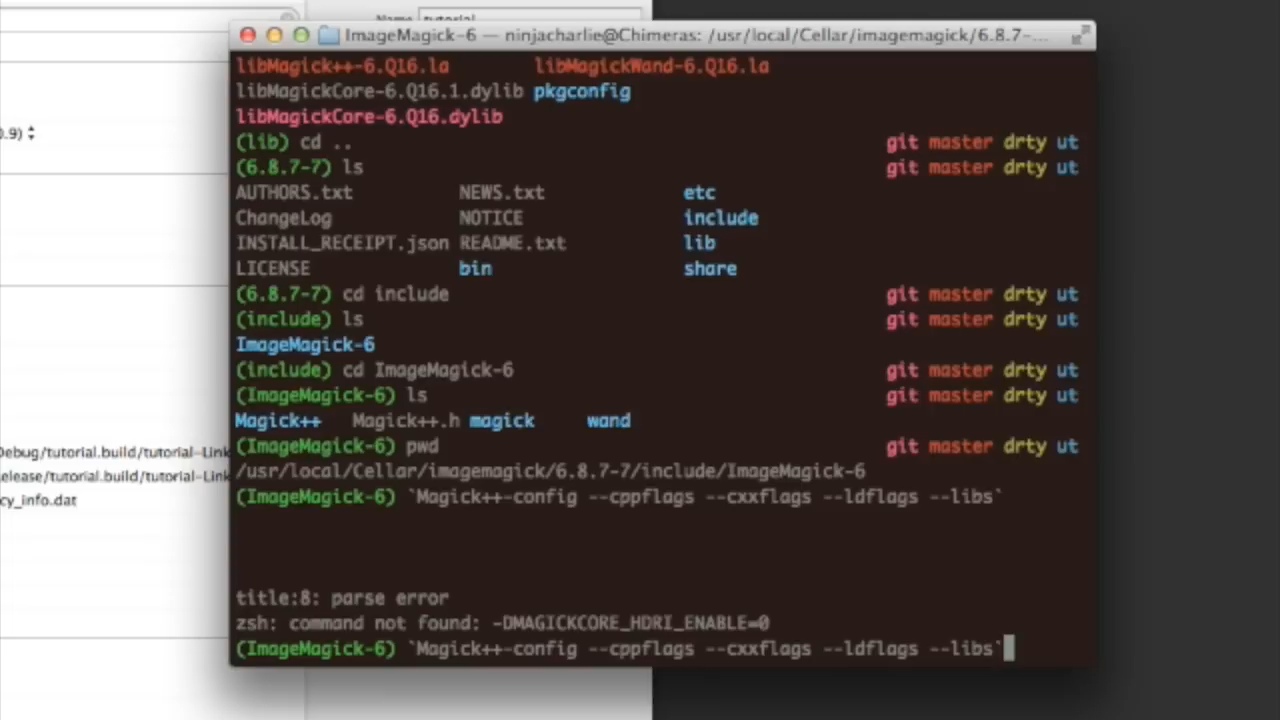 Name tutorial
ImageMagick-6 — ninjacharlie@Chimeras: /usr/local/Cellar/imagemagick/6.8.7-...
libMagick++-6.Q16.la libMagickWand-6.Q16.la
libMagickCore-6.Q16.1.dylib pkgconfig
libMagickCore-6.Q16.dylib
0.9)
(lib) cd .. git master drty ut
(6.8.7-7) ls git master drty ut
AUTHORS.txt NEWS.txt etc
ChangeLog NOTICE include
INSTALL_RECEIPT.json README.txt lib
LICENSE bin share
(6.8.7-7) cd include git master drty ut
(include) ls git master drty ut
ImageMagick-6
(include) cd ImageMagick-6 git master drty ut
(ImageMagick-6) ls git master drty ut
Magick++ Magick++.h magick wand
(ImageMagick-6) pwd git master drty ut
Debug/tutorial.build/tutorial-Link
/usr/local/Cellar/imagemagick/6.8.7-7/include/ImageMagick-6
elease/tutorial.build/tutorial-Link
(ImageMagick-6) `Magick++-config --cppflags --cxxflags --ldflags --libs`
cy_info.dat
title:8: parse error
zsh: command not found: -DMAGICKCORE_HDRI_ENABLE=0
(ImageMagick-6) `Magick++-config --cppflags --cxxflags --ldflags --libs`